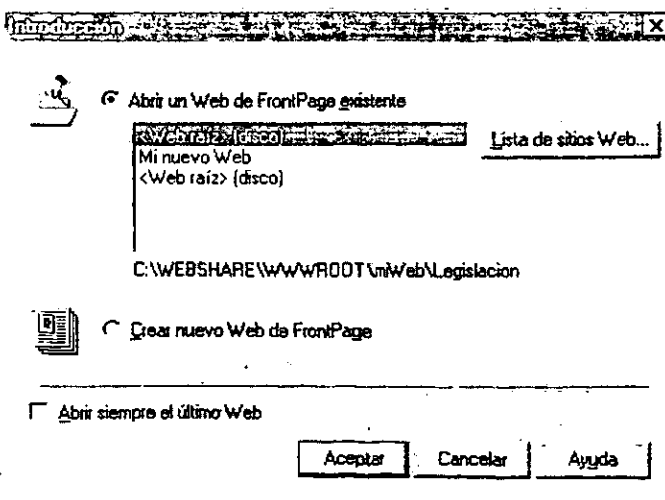 Introducción
Abrir un Web de FrontPage existente
<Web raíz> (disco)
Lista de sitios Web...
Mi nuevo Web
<Web raíz> (disco)
C:\WEBSHARE\WWWROOT\miWeb\Legislacion
Crear nuevo Web de FrontPage
Abrir siempre el último Web
Aceptar
Cancelar
Ayuda